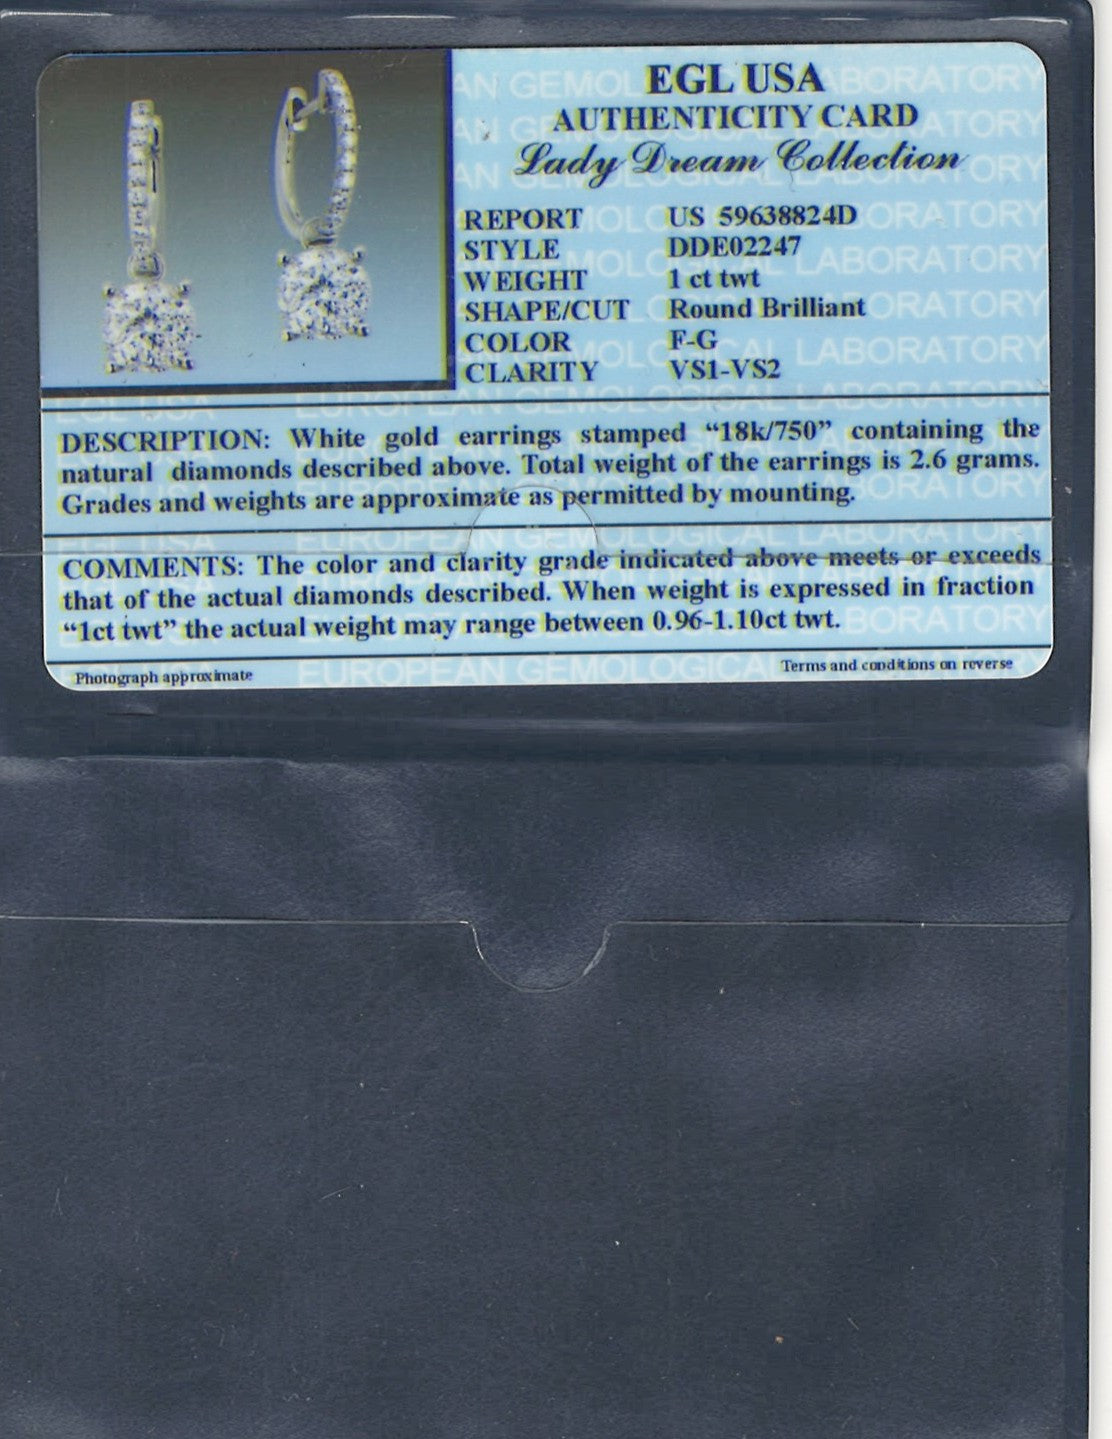 EGL USA
AUTHENTICITY CARD
Lady Dream Collection
REPORT US 59638824D
STYLE DDE02247
WEIGHT 1 ct twt
SHAPE/CUT Round Brilliant
COLOR F-G
CLARITY VS1-VS2
DESCRIPTION: White gold earrings stamped “18k/750” containing the
natural diamonds described above. Total weight of the earrings is 2.6 grams.
Grades and weights are approximate as permitted by mounting.
COMMENTS: The color and clarity grade indicated above meets or exceeds
that of the actual diamonds described. When weight is expressed in fraction
“1ct twt” the actual weight may range between 0.96-1.10ct twt.
Photograph approximate
Terms and conditions on reverse